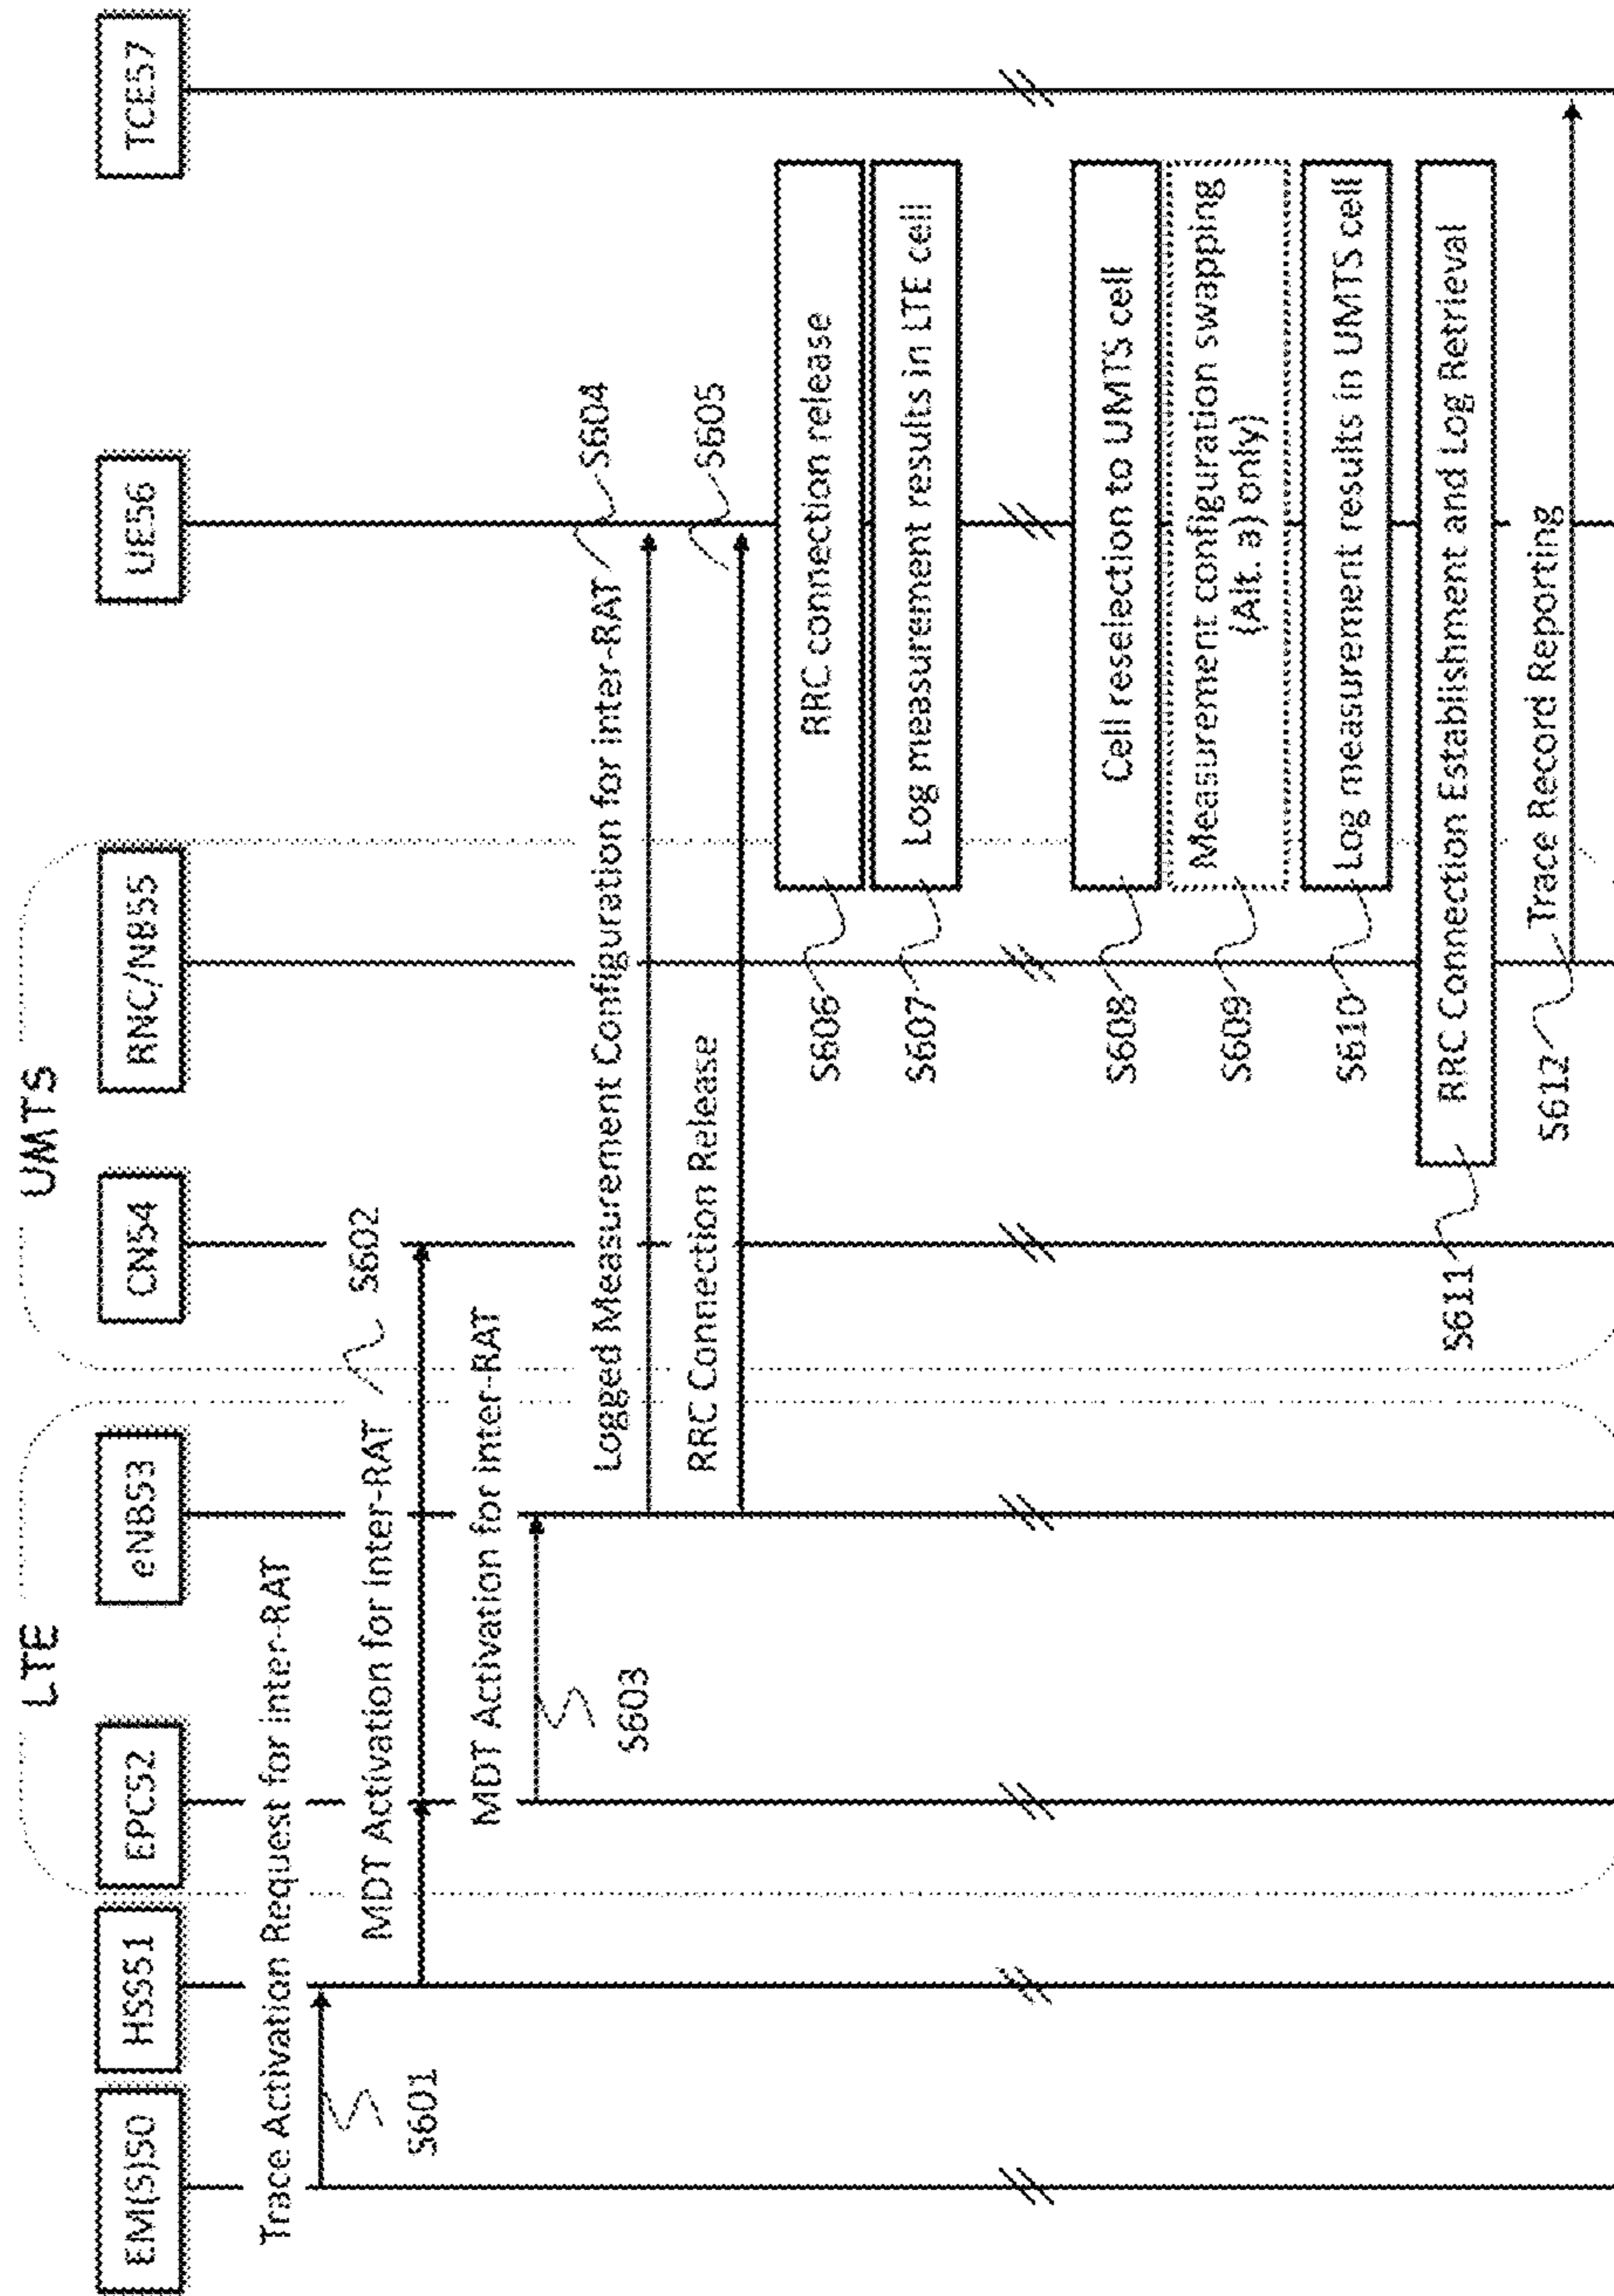 LTE
UMTS
EM(S)50
HSS51
EPC52
eNB53
CN54
RNC/NB55
UE56
TCE57
Trace Activation Request for inter-RAT
S601
MDT Activation for Inter-RAT
S602
MDT Activation for inter-RAT
S603
Logged Measurement Configuration for inter-RAT
S604
RRC Connection Release
S605
RRC connection release
S606
Log measurement results in LTE cell
S607
Cell reselection to UMTS cell
S608
Measurement configuration swapping
(Alt. a) only)
S609
Log measurement results in UMTS cell
S610
RRC Connection Establishment and Log Retrieval
S611
Trace Record Reporting
S612